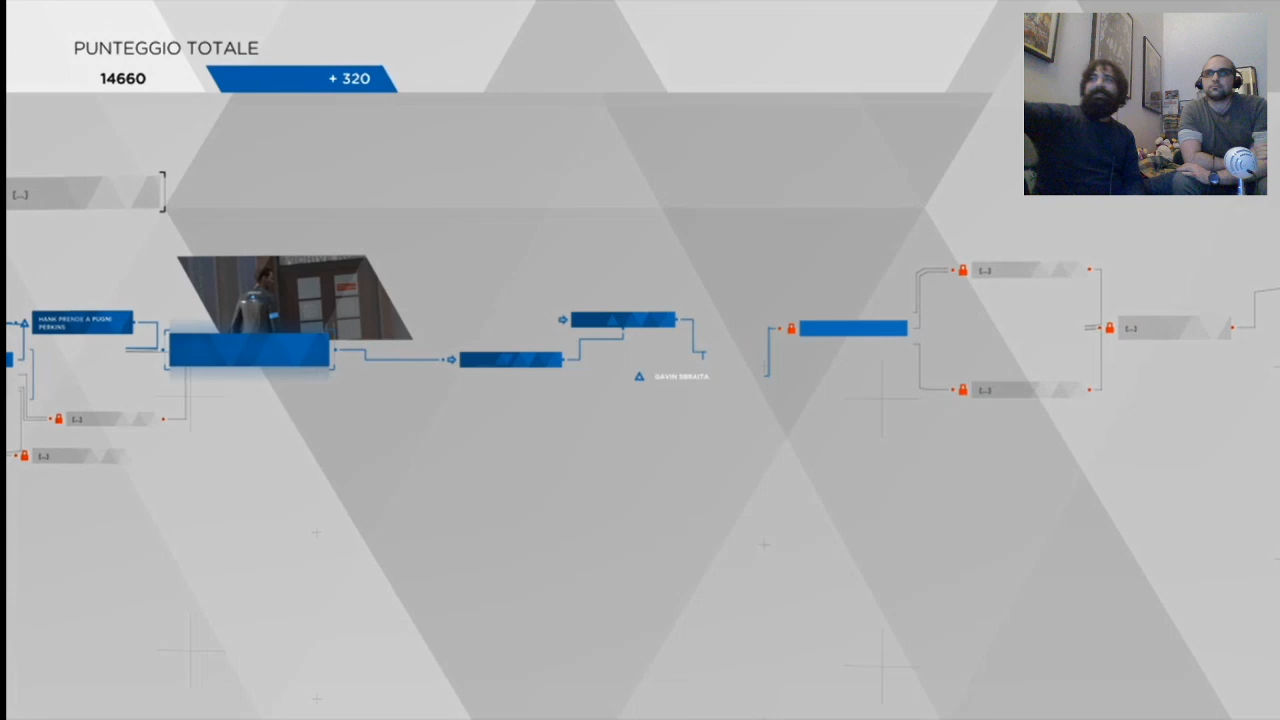 PUNTEGGIO TOTALE
14660
+ 320
[...]
HANK PRENDE A PUGNI
PERKINS
[...]
[...]
GAVIN SBRAITA
[...]
[...]
[...]